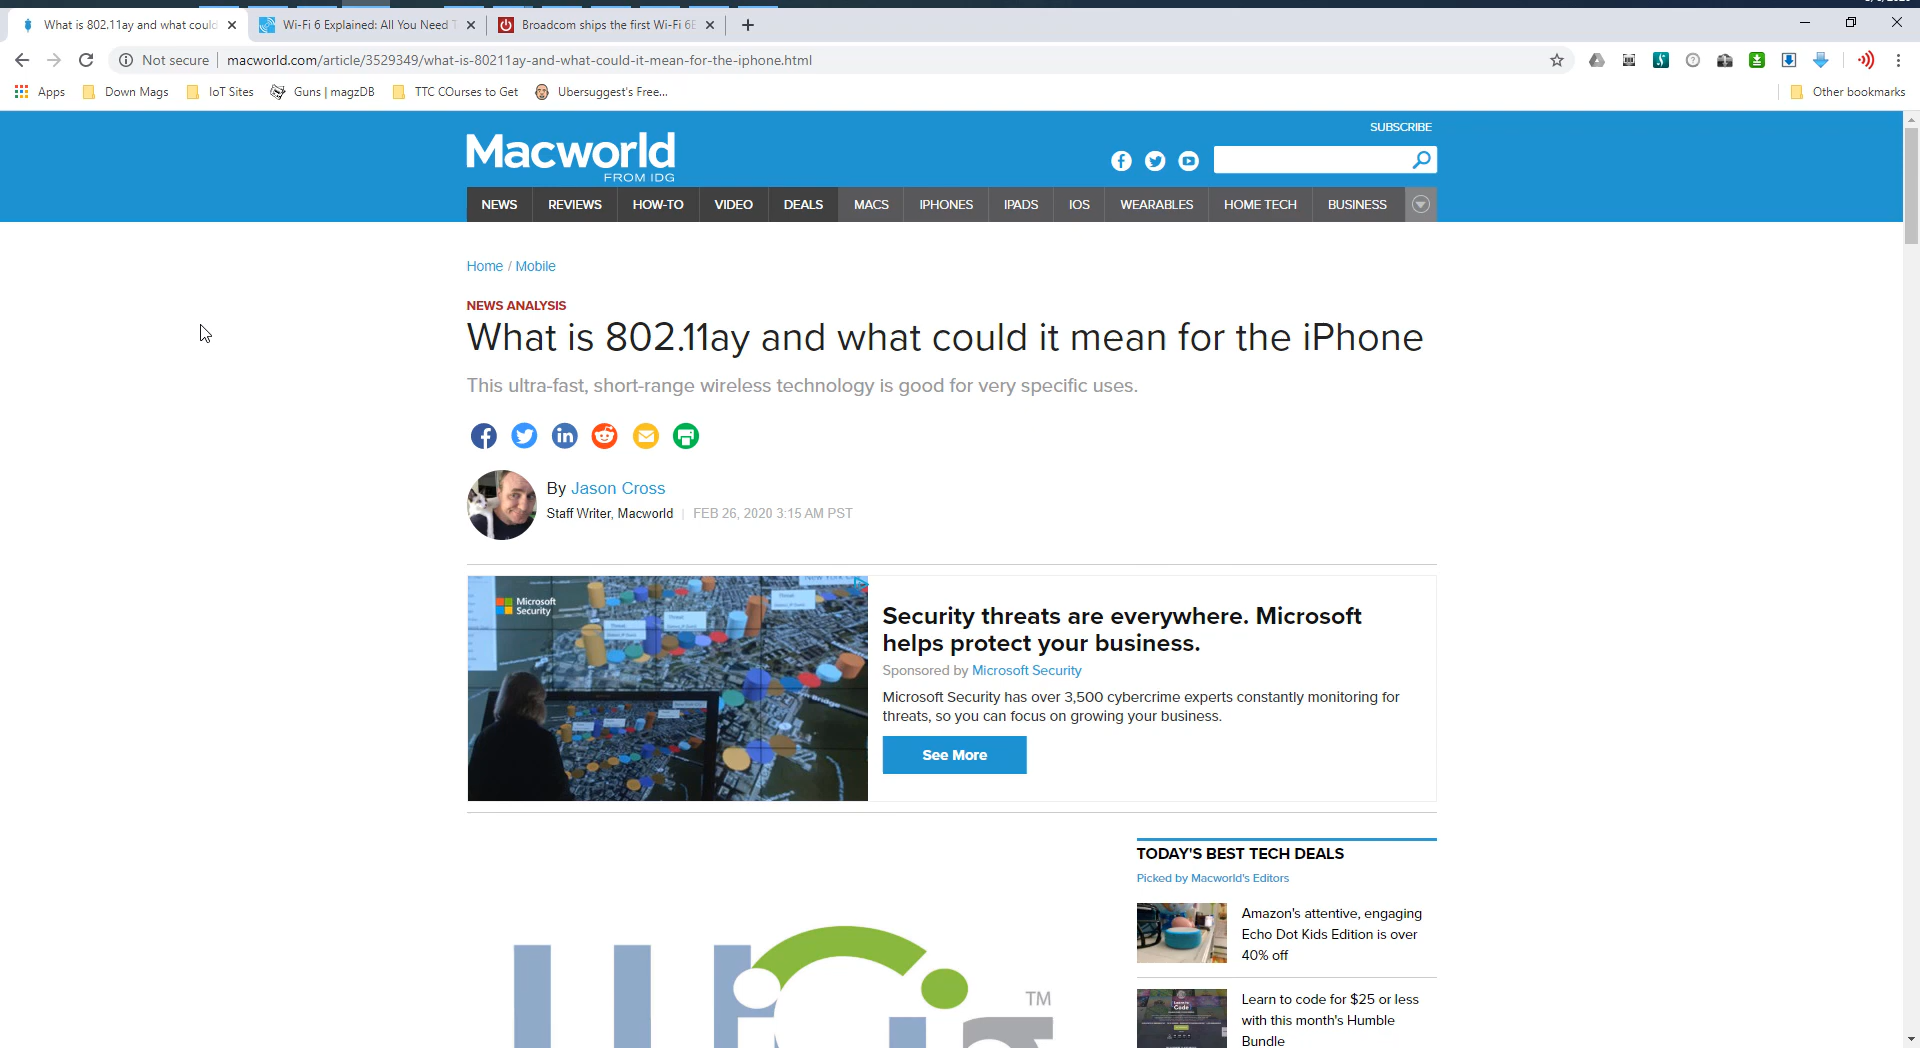 What is 802.11ay and what could
Wi-Fi 6 Explained: All You Need T
Broadcom ships the first Wi-Fi 6E
Not secure
macworld.com/article/3529349/what-is-80211ay-and-what-could-it-mean-for-the-iphone.html
Apps
Down Mags
IoT Sites
Guns | magzDB
TTC COurses to Get
Ubersuggest's Free...
Other bookmarks
SUBSCRIBE
Macworld
FROM IDG
NEWS
REVIEWS
HOW-TO
VIDEO
DEALS
MACS
IPHONES
IPADS
IOS
WEARABLES
HOME TECH
BUSINESS
Home / Mobile
NEWS ANALYSIS
What is 802.11ay and what could it mean for the iPhone
This ultra-fast, short-range wireless technology is good for very specific uses.
By Jason Cross
Staff Writer, Macworld | FEB 26, 2020 3:15 AM PST
Microsoft
Security
Security threats are everywhere. Microsoft
helps protect your business.
Sponsored by Microsoft Security
Microsoft Security has over 3,500 cybercrime experts constantly monitoring for
threats, so you can focus on growing your business.
See More
TM
TODAY'S BEST TECH DEALS
Picked by Macworld's Editors
Amazon's attentive, engaging
Echo Dot Kids Edition is over
40% off
Learn to code for $25 or less
with this month's Humble
Bundle